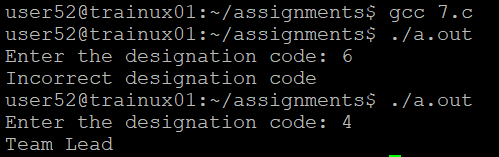 user52@trainux01:~/assignments$ gcc 7.c
user52@trainux01:~/assignments$ ./a.out
Enter the designation code: 6
Incorrect designation code
user52@trainux01:~/assignments$ ./a.out
Enter the designation code: 4
Team Lead